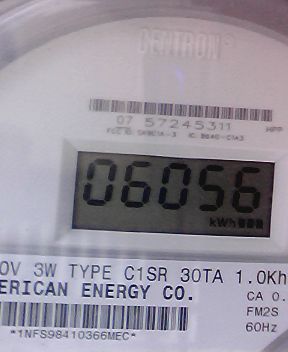 CENTRON®
07 57245311
HPP
06056
kWh
0V 3W TYPE C1SR 30TA 1.0Kh
ERICAN ENERGY CO.
CA 0.
FM2S
*1NFS98410366MEC*
60Hz